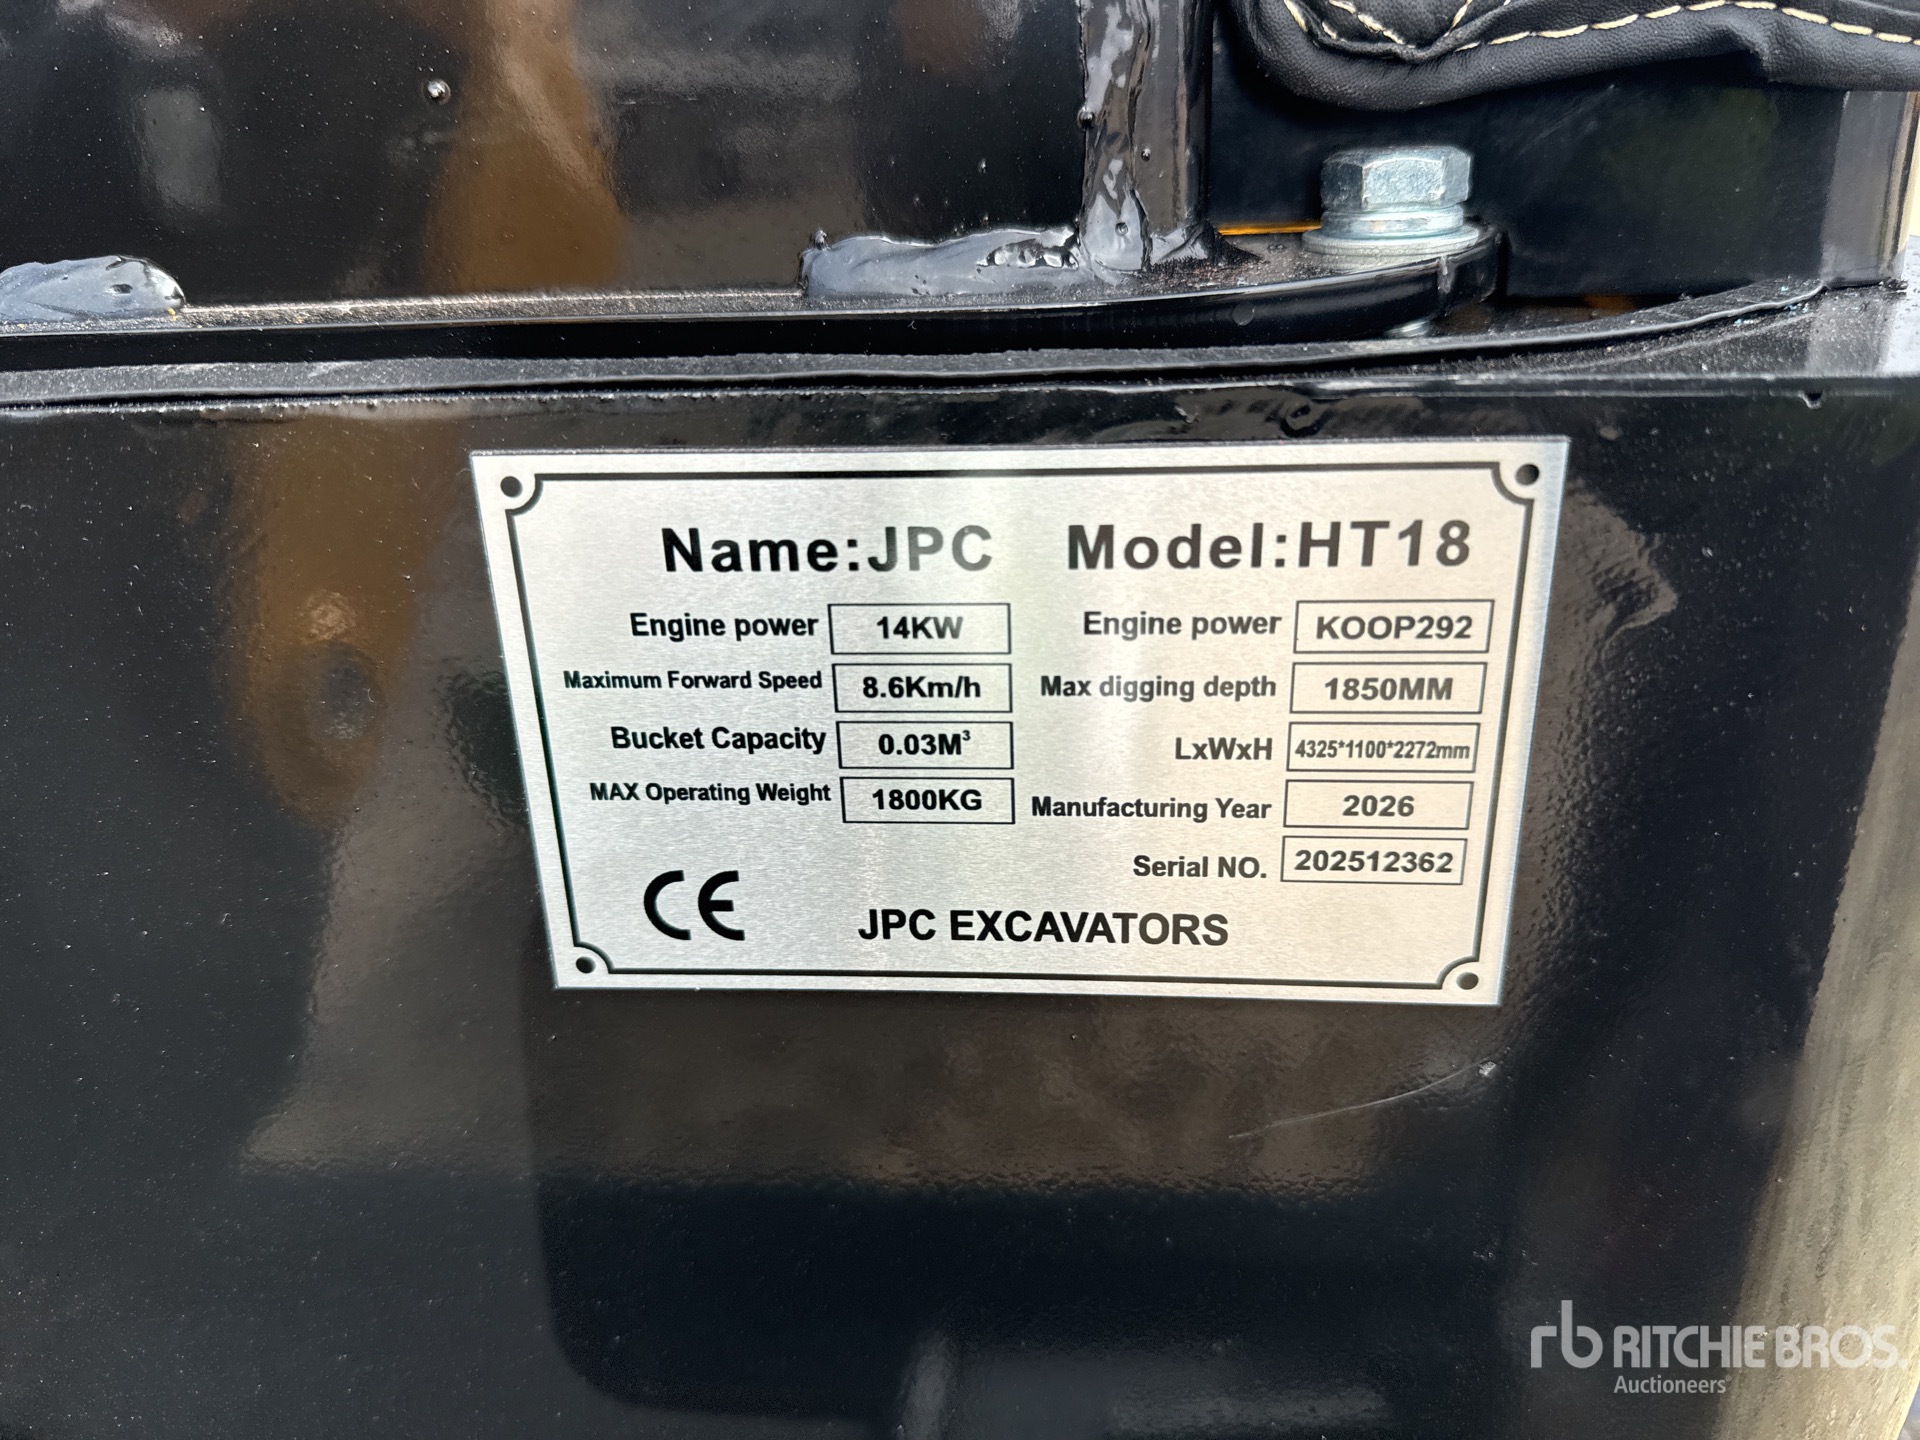 Name:JPC Model:HT18
Engine power 14KW Engine power KOOP292
Maximum Forward Speed 8.6Km/h Max digging depth 1850MM
Bucket Capacity 0.03M³ LxWxH 4325*1100*2272mm
MAX Operating Weight 1800KG Manufacturing Year 2026
Serial NO. 202512362
CE JPC EXCAVATORS
rb RITCHIE BROS.
Auctioneers